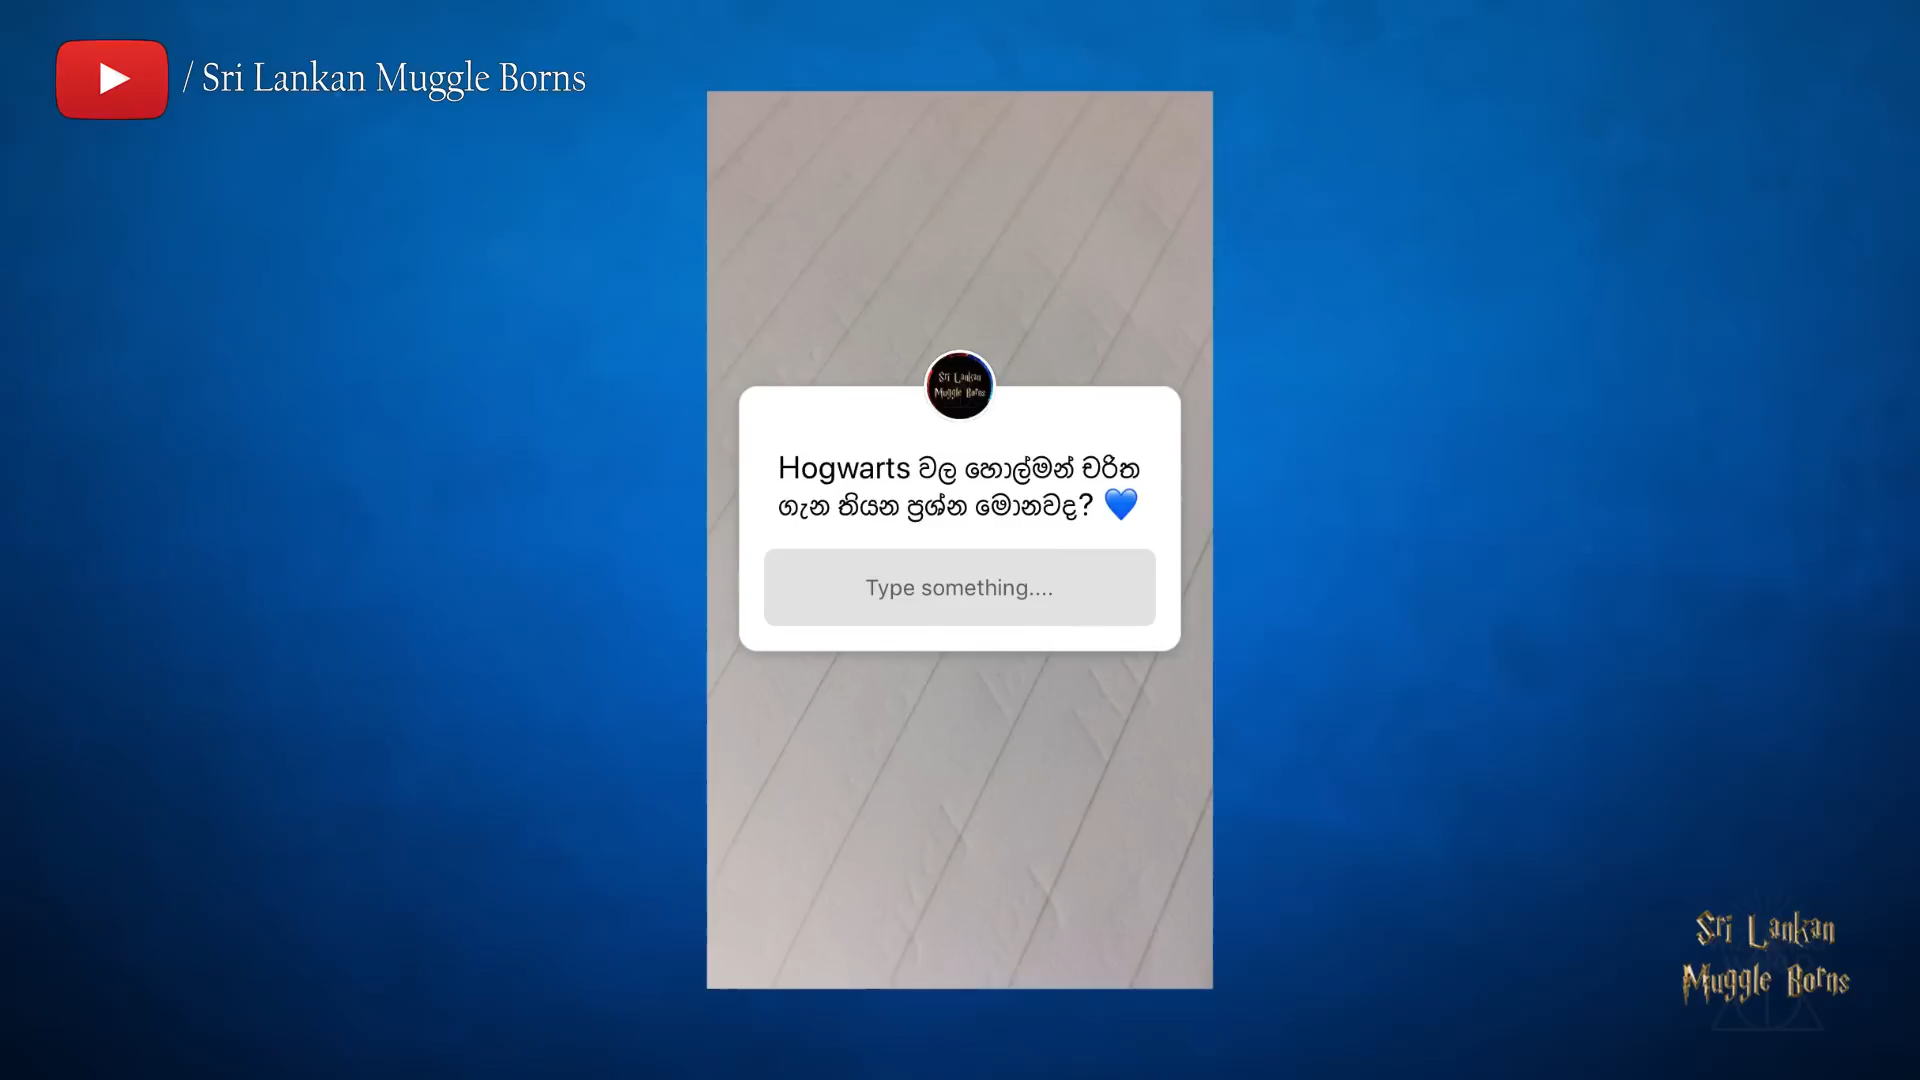 / Sri Lankan Muggle Borns
Sri Lankan
Muggle Borns
Hogwarts වල හොල්මන් චරිත
ගැන තියන ප්‍රශ්න මොනවද? 💙
Type something....
Sri Lankan
Muggle Borns